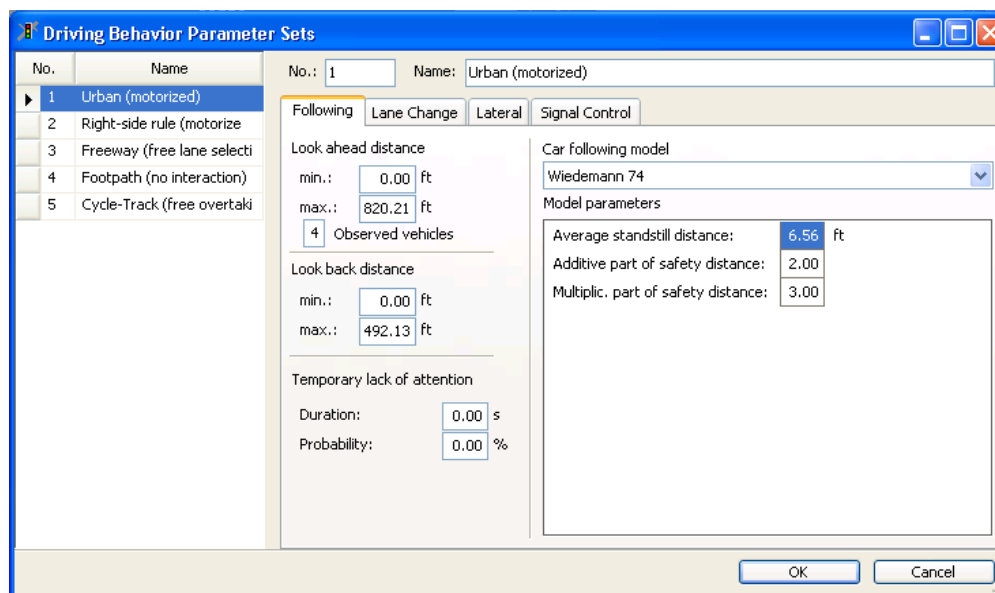 Driving Behavior Parameter Sets
No. Name
1 Urban (motorized)
2 Right-side rule (motorize
3 Freeway (free lane selecti
4 Footpath (no interaction)
5 Cycle-Track (free overtaki
No.: 1 Name: Urban (motorized)
Following Lane Change Lateral Signal Control
Look ahead distance
min.: 0.00 ft
max.: 820.21 ft
4 Observed vehicles
Look back distance
min.: 0.00 ft
max.: 492.13 ft
Temporary lack of attention
Duration: 0.00 s
Probability: 0.00 %
Car following model
Wiedemann 74
Model parameters
Average standstill distance: 6.56 ft
Additive part of safety distance: 2.00
Multiplic. part of safety distance: 3.00
OK Cancel